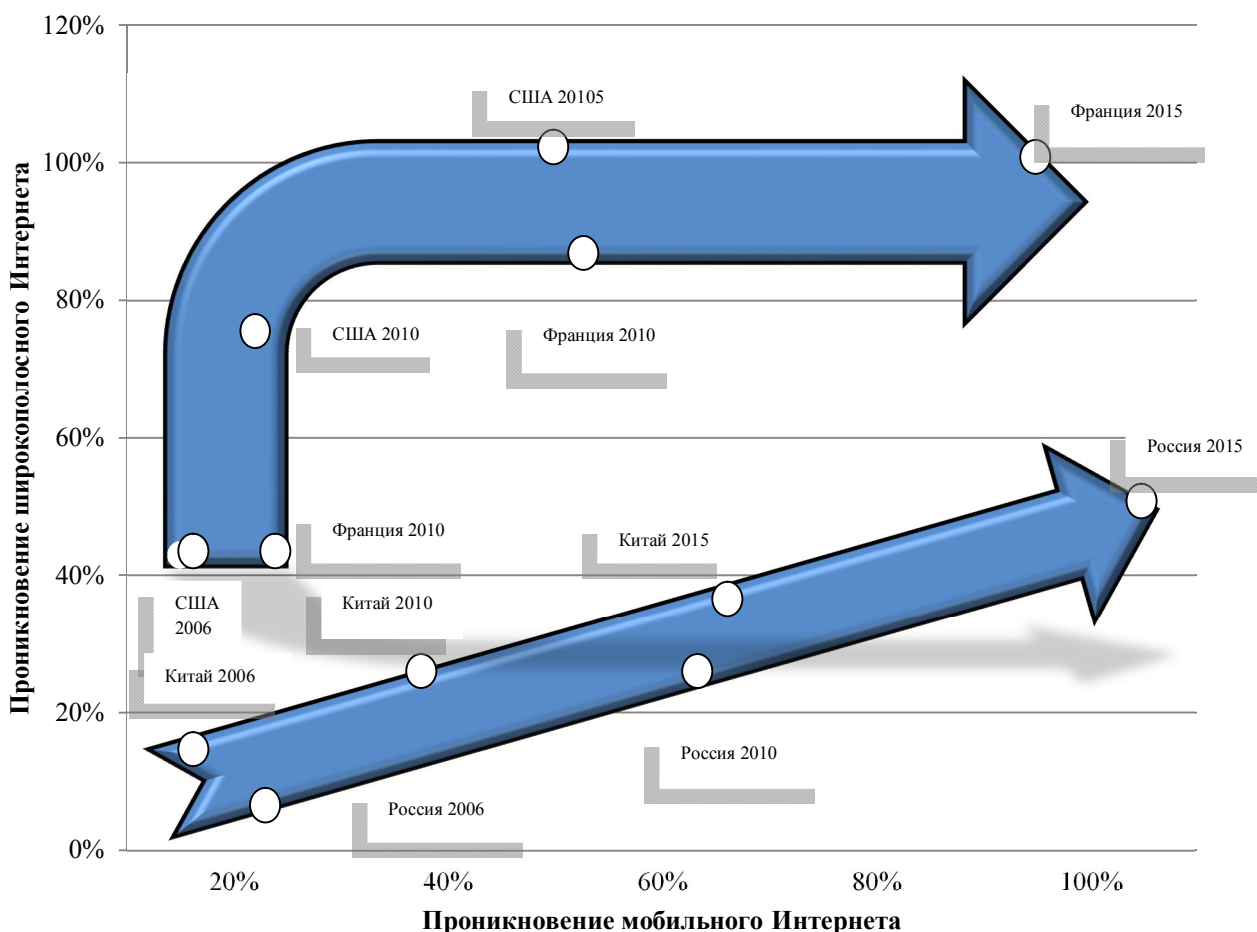 120%
100%
80%
60%
40%
20%
0%
Проникновение широкополосного Интернета
США 20105
Франция 2015
США 2010
Франция 2010
Россия 2015
Франция 2010
Китай 2015
США
2006
Китай 2010
Китай 2006
Россия 2010
Россия 2006
20%
40%
60%
80%
100%
Проникновение мобильного Интернета